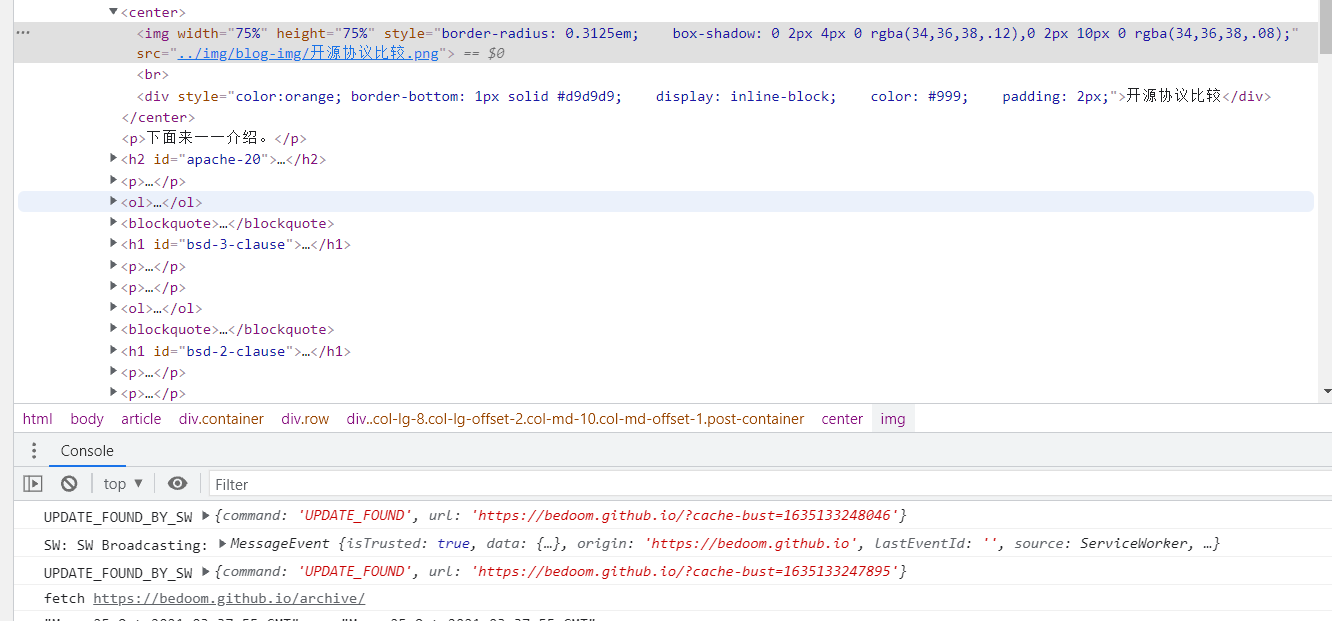 ▼<center>
<img width="75%" height="75%" style="border-radius: 0.3125em;    box-shadow: 0 2px 4px 0 rgba(34,36,38,.12),0 2px 10px 0 rgba(34,36,38,.08);"
src="../img/blog-img/开源协议比较.png"> == $0
<br>
<div style="color:orange; border-bottom: 1px solid #d9d9d9;    display: inline-block;    color: #999;    padding: 2px;">开源协议比较</div>
</center>
<p>下面来一一介绍。</p>
▶<h2 id="apache-20">…</h2>
▶<p>…</p>
▶<ol>…</ol>
▶<blockquote>…</blockquote>
▶<h1 id="bsd-3-clause">…</h1>
▶<p>…</p>
▶<p>…</p>
▶<ol>…</ol>
▶<blockquote>…</blockquote>
▶<h1 id="bsd-2-clause">…</h1>
▶<p>…</p>
▶<p>…</p>
html body article div.container div.row div..col-lg-8.col-lg-offset-2.col-md-10.col-md-offset-1.post-container center img
Console
top ▼ Filter
UPDATE_FOUND_BY_SW ▶{command: 'UPDATE_FOUND', url: 'https://bedoom.github.io/?cache-bust=1635133248046'}
SW: SW Broadcasting: ▶MessageEvent {isTrusted: true, data: {…}, origin: 'https://bedoom.github.io', lastEventId: '', source: ServiceWorker, …}
UPDATE_FOUND_BY_SW ▶{command: 'UPDATE_FOUND', url: 'https://bedoom.github.io/?cache-bust=1635133247895'}
fetch https://bedoom.github.io/archive/